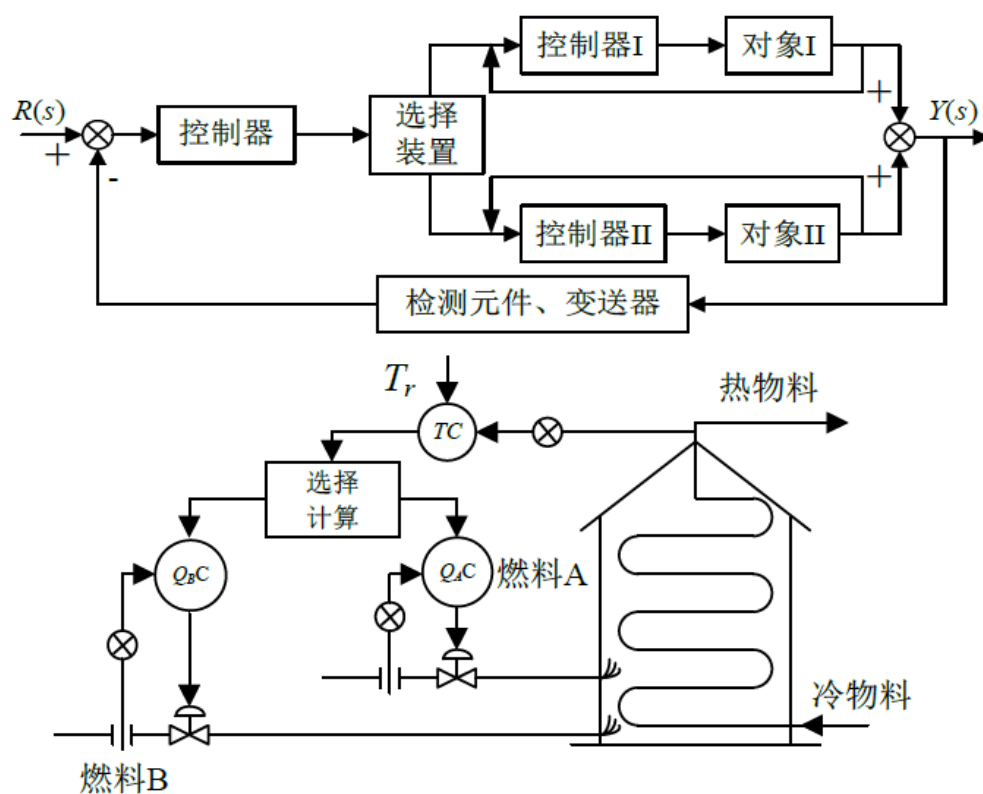 控制器I
对象I
+
R(s)
+
-
控制器
选择
装置
Y(s)
+
控制器II
对象II
检测元件、变送器
Tr
TC
热物料
选择
计算
QBC
QAC
燃料A
冷物料
燃料B